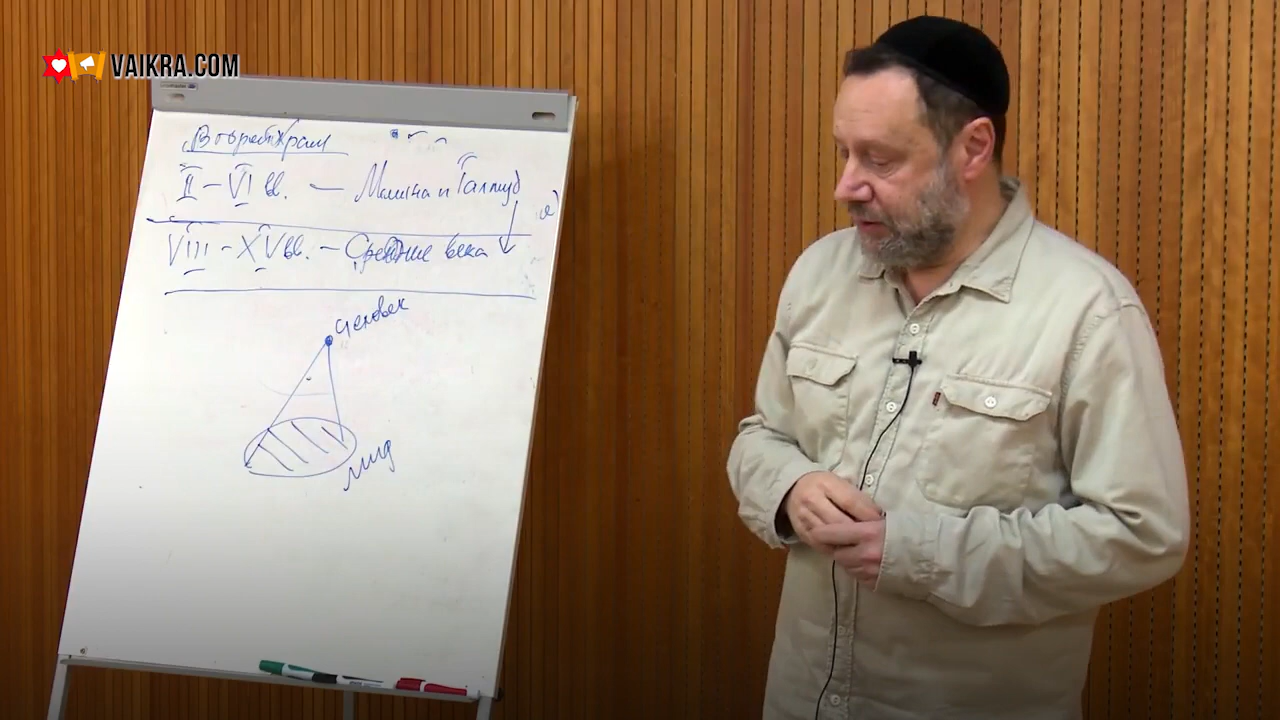 VAIKRA.COM
Второй Храм
II – VI вв. — Мишна и Талмуд
VIII – XV вв. — Средние века
человек
мир